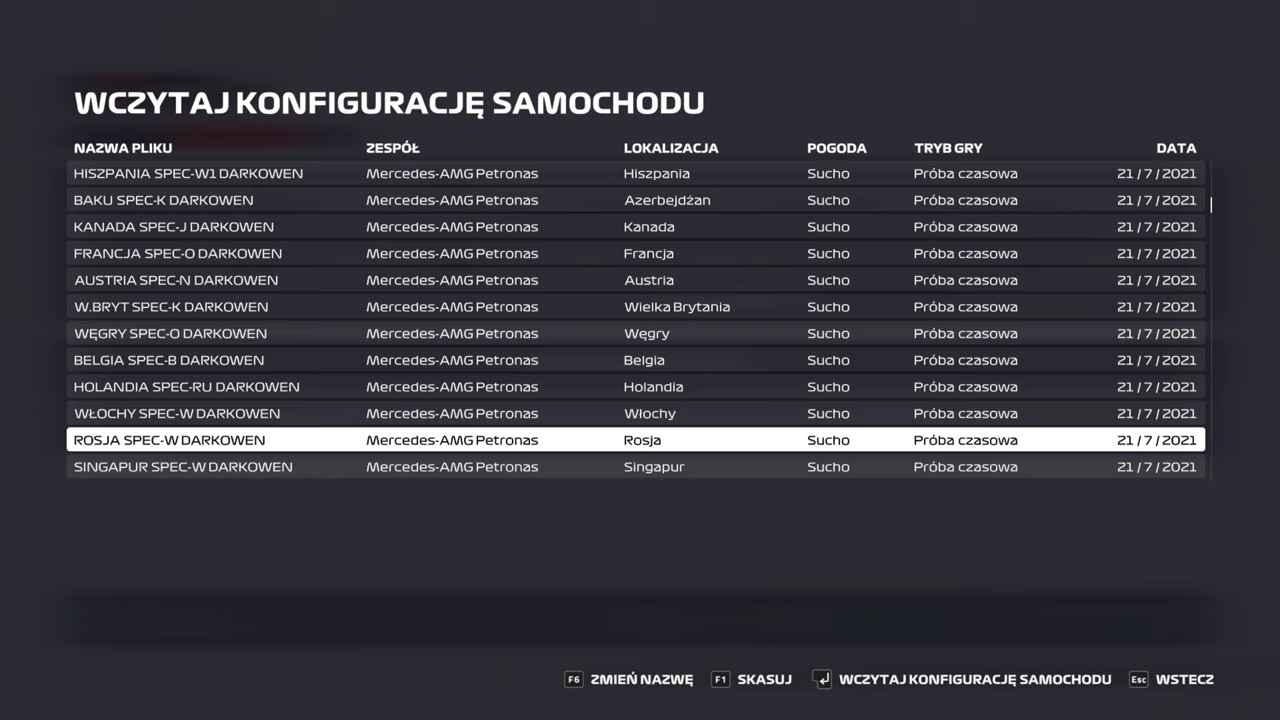 WCZYTAJ KONFIGURACJĘ SAMOCHODU
NAZWA PLIKU ZESPÓŁ LOKALIZACJA POGODA TRYB GRY DATA
HISZPANIA SPEC-W1 DARKOWEN Mercedes-AMG Petronas Hiszpania Sucho Próba czasowa 21 / 7 / 2021
BAKU SPEC-K DARKOWEN Mercedes-AMG Petronas Azerbejdżan Sucho Próba czasowa 21 / 7 / 2021
KANADA SPEC-J DARKOWEN Mercedes-AMG Petronas Kanada Sucho Próba czasowa 21 / 7 / 2021
FRANCJA SPEC-O DARKOWEN Mercedes-AMG Petronas Francja Sucho Próba czasowa 21 / 7 / 2021
AUSTRIA SPEC-N DARKOWEN Mercedes-AMG Petronas Austria Sucho Próba czasowa 21 / 7 / 2021
W.BRYT SPEC-K DARKOWEN Mercedes-AMG Petronas Wielka Brytania Sucho Próba czasowa 21 / 7 / 2021
WĘGRY SPEC-O DARKOWEN Mercedes-AMG Petronas Węgry Sucho Próba czasowa 21 / 7 / 2021
BELGIA SPEC-B DARKOWEN Mercedes-AMG Petronas Belgia Sucho Próba czasowa 21 / 7 / 2021
HOLANDIA SPEC-RU DARKOWEN Mercedes-AMG Petronas Holandia Sucho Próba czasowa 21 / 7 / 2021
WŁOCHY SPEC-W DARKOWEN Mercedes-AMG Petronas Włochy Sucho Próba czasowa 21 / 7 / 2021
ROSJA SPEC-W DARKOWEN Mercedes-AMG Petronas Rosja Sucho Próba czasowa 21 / 7 / 2021
SINGAPUR SPEC-W DARKOWEN Mercedes-AMG Petronas Singapur Sucho Próba czasowa 21 / 7 / 2021
F6 ZMIEŃ NAZWĘ F1 SKASUJ WCZYTAJ KONFIGURACJĘ SAMOCHODU Esc WSTECZ